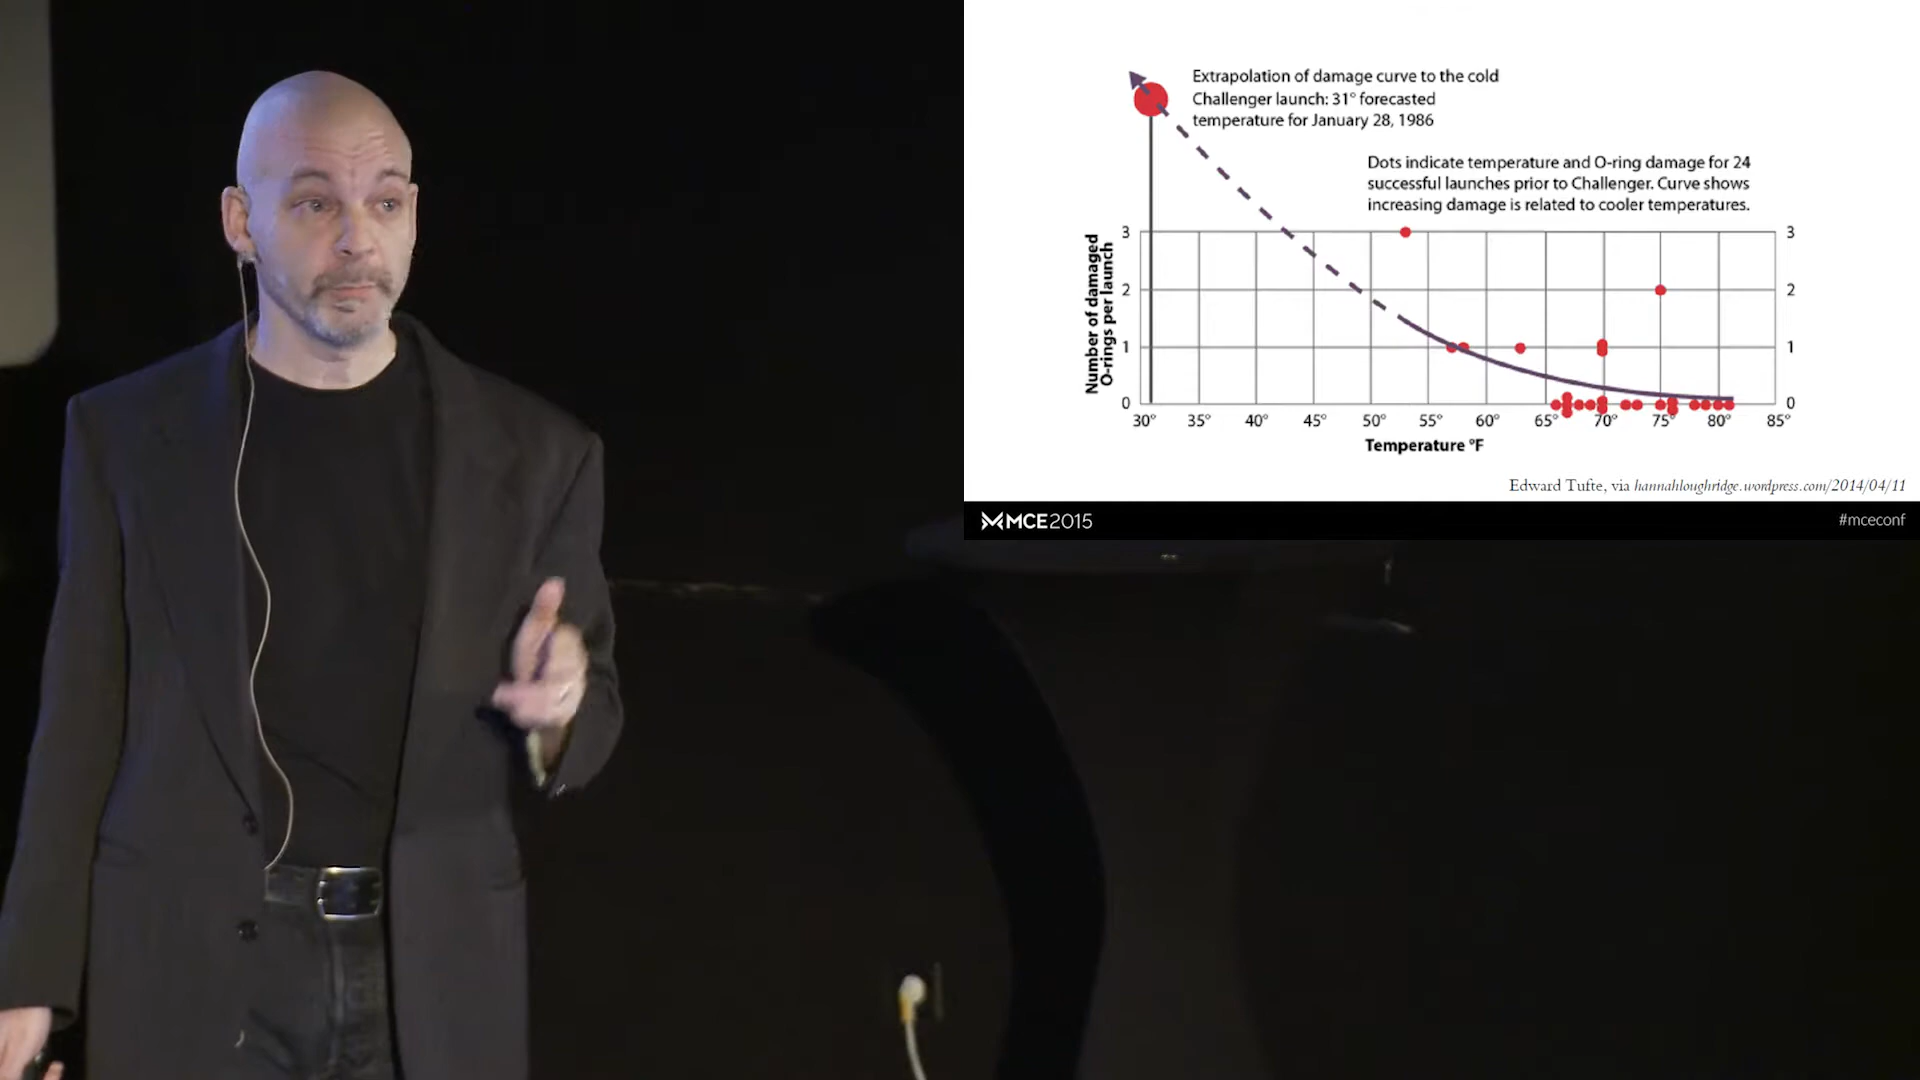 Extrapolation of damage curve to the cold
Challenger launch: 31° forecasted
temperature for January 28, 1986
Dots indicate temperature and O-ring damage for 24
successful launches prior to Challenger. Curve shows
increasing damage is related to cooler temperatures.
Number of damaged
O-rings per launch
3
2
1
0
3
2
1
0
30° 35° 40° 45° 50° 55° 60° 65° 70° 75° 80° 85°
Temperature °F
Edward Tufte, via hannahloughridge.wordpress.com/2014/04/11
MCE2015
#mceconf